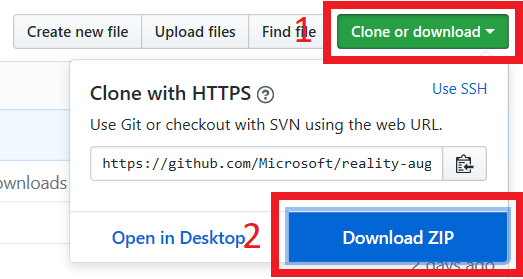 Create new file Upload files Find file 1 Clone or download
Clone with HTTPS ? Use SSH
Use Git or checkout with SVN using the web URL.
https://github.com/Microsoft/reality-aug
ownloads
Open in Desktop 2 Download ZIP
2 days ago